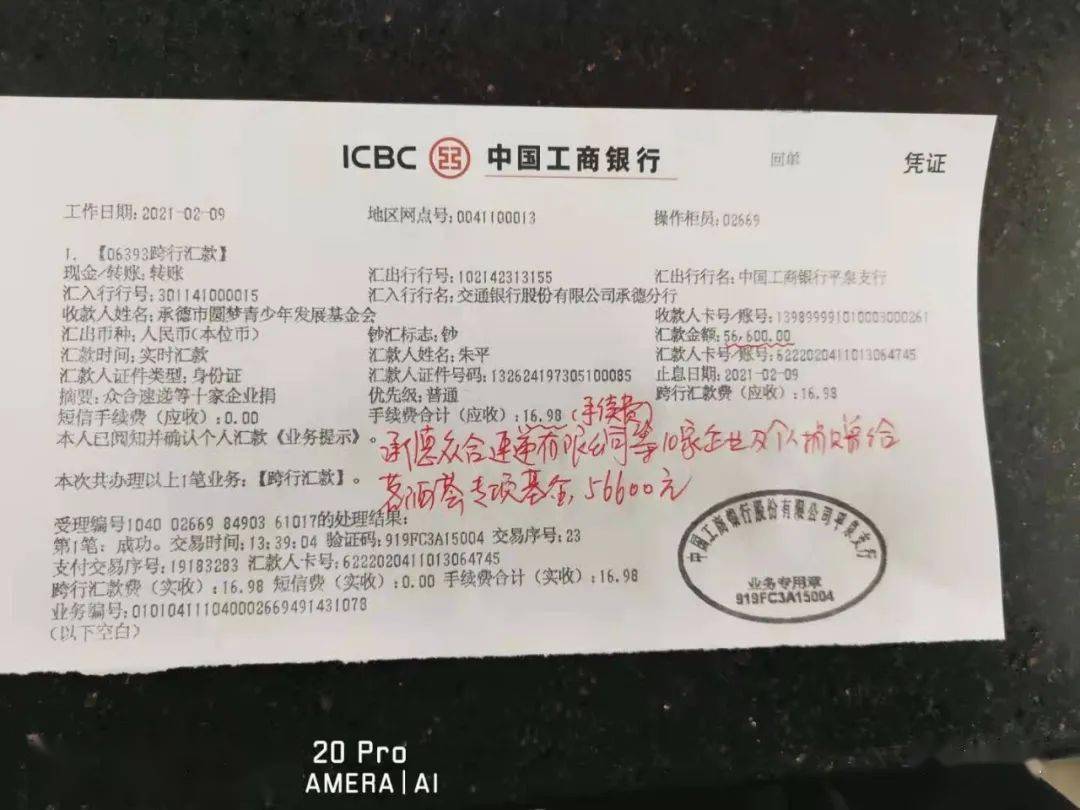 ICBC 中国工商银行 回单 凭证
工作日期:2021-02-09 地区网点号:0041100013 操作柜员:02669
1. 【06393跨行汇款】
现金/转账:转账 汇出行行号:102142313155 汇出行行名:中国工商银行平泉支行
汇入行行号:301141000015 汇入行行名:交通银行股份有限公司承德分行
收款人姓名:承德市圆梦青少年发展基金会 收款人卡号/账号:139899991010003000261
汇出币种:人民币(本位币) 钞汇标志:钞 汇款金额:56,600.00
汇款时间:实时汇款 汇款人姓名:朱平 汇款人卡号/账号:6222020411013064745
汇款人证件类型:身份证 汇款人证件号码:132624197305100085 止息日期:2021-02-09
摘要:众合速递等十家企业捐 优先级:普通 跨行汇款费(应收):16.98
短信手续费(应收):0.00 手续费合计(应收):16.98 (手续费)
本人已阅知并确认个人汇款《业务提示》。
承德众合速递有限公司等10家企业及个人捐赠给
本次共办理以上1笔业务:【跨行汇款】。
专项基金,56600元
受理编号1040 02669 84903 61017的处理结果:
第1笔:成功。交易时间:13:39:04 验证码:919FC3A15004 交易序号:23
支付交易序号:19183283 汇款人卡号:6222020411013064745
跨行汇款费(实收):16.98 短信费(实收):0.00 手续费合计(实收):16.98
业务编号:010104111040002669491431078
(以下空白)
中国工商银行股份有限公司平泉支行
业务专用章
919FC3A15004
20 Pro
AMERA|AI